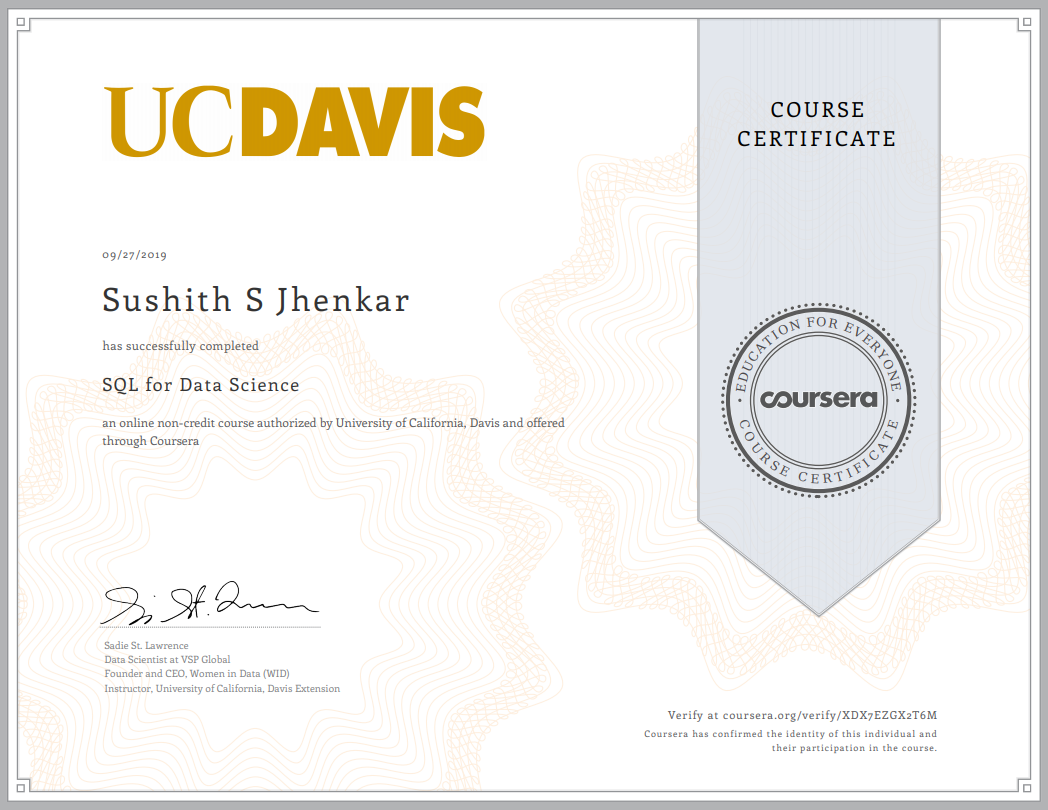 UCDAVIS
COURSE
CERTIFICATE
09/27/2019
Sushith S Jhenkar
has successfully completed
SQL for Data Science
an online non-credit course authorized by University of California, Davis and offered
through Coursera
EDUCATION FOR EVERYONE
coursera
COURSE CERTIFICATE
Sadie St. Lawrence
Data Scientist at VSP Global
Founder and CEO, Women in Data (WID)
Instructor, University of California, Davis Extension
Verify at coursera.org/verify/XDX7EZGX2T6M
Coursera has confirmed the identity of this individual and
their participation in the course.